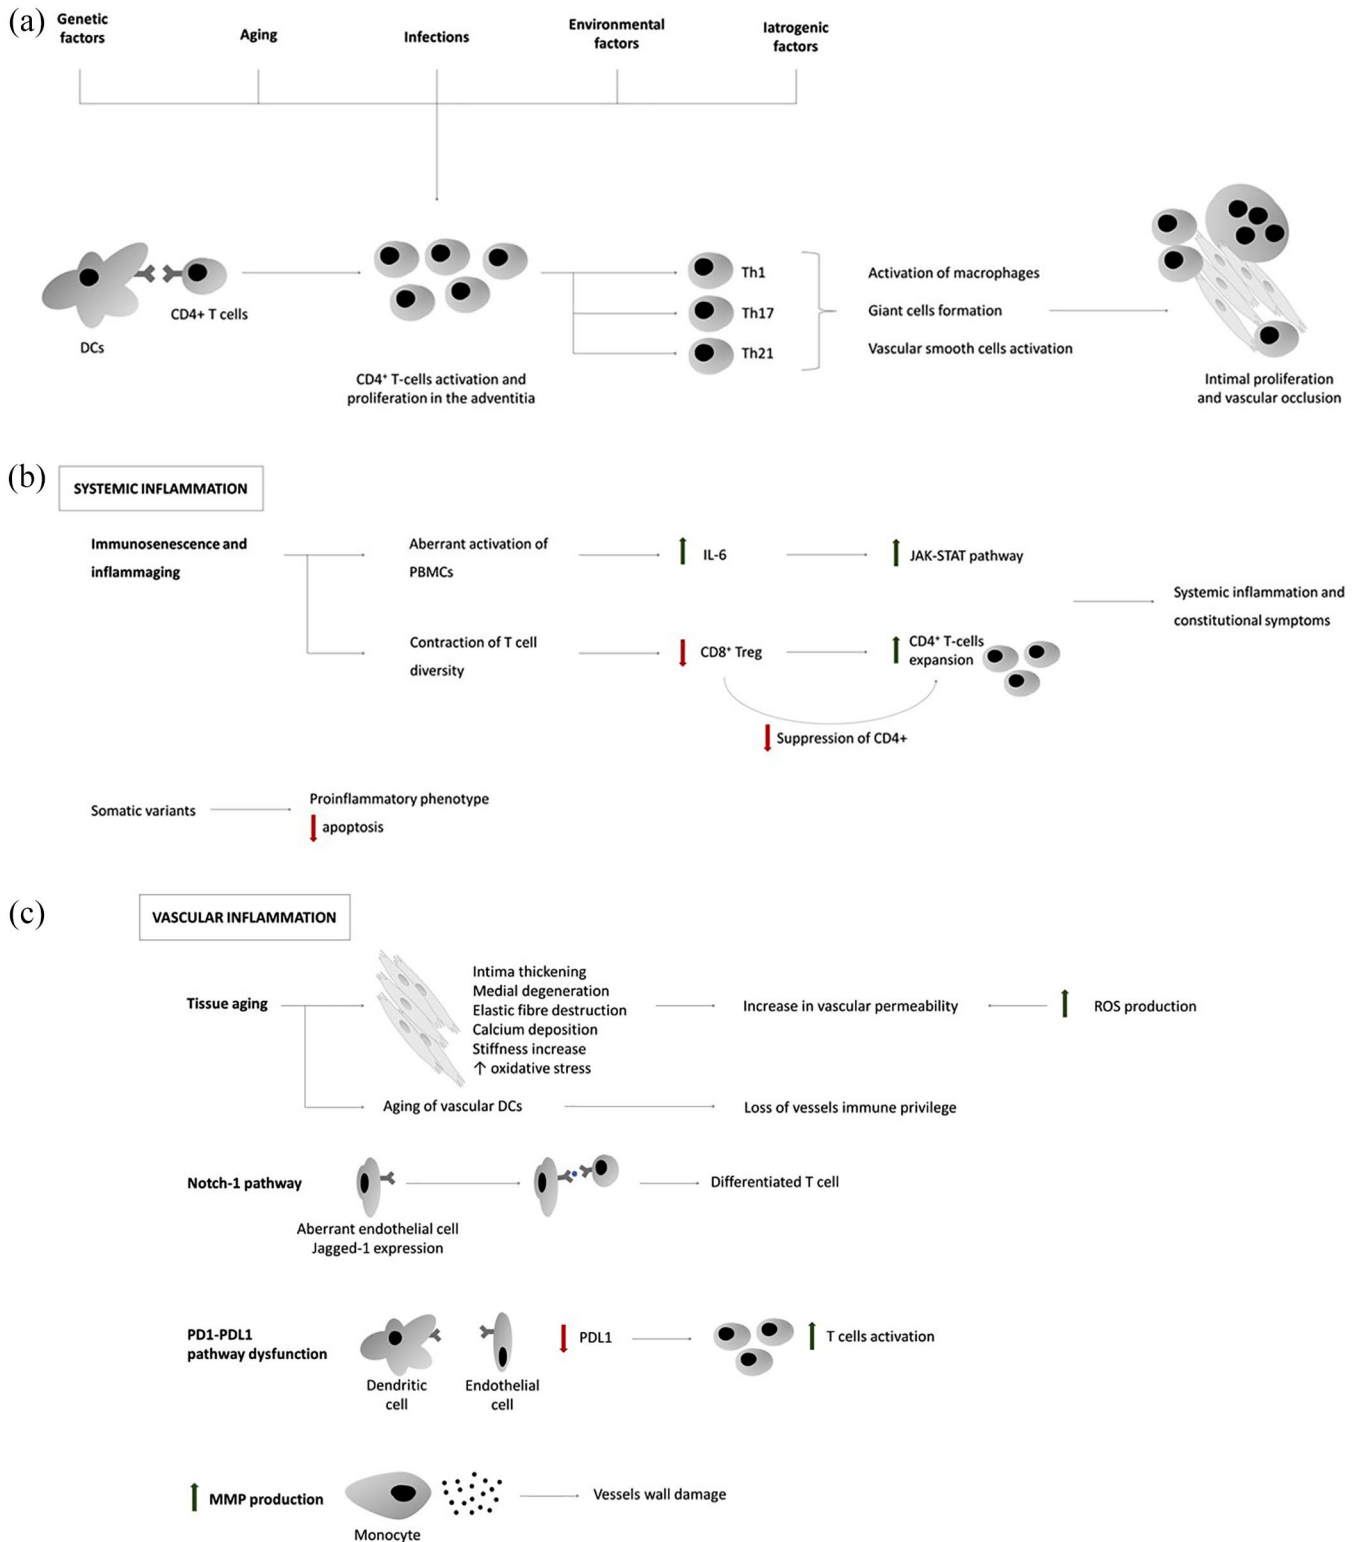 (a)
Genetic
factors
Aging
Infections
Environmental
factors
Iatrogenic
factors
DCs
CD4+ T cells
CD4⁺ T-cells activation and
proliferation in the adventitia
Th1
Th17
Th21
Activation of macrophages
Giant cells formation
Vascular smooth cells activation
Intimal proliferation
and vascular occlusion
(b)
SYSTEMIC INFLAMMATION
Immunosenescence and
inflammaging
Aberrant activation of
PBMCs
IL-6
JAK-STAT pathway
Contraction of T cell
diversity
CD8⁺ Treg
CD4⁺ T-cells
expansion
Suppression of CD4+
Systemic inflammation and
constitutional symptoms
Somatic variants
Proinflammatory phenotype
apoptosis
(c)
VASCULAR INFLAMMATION
Tissue aging
Intima thickening
Medial degeneration
Elastic fibre destruction
Calcium deposition
Stiffness increase
↑ oxidative stress
Increase in vascular permeability
ROS production
Aging of vascular DCs
Loss of vessels immune privilege
Notch-1 pathway
Aberrant endothelial cell
Jagged-1 expression
Differentiated T cell
PD1-PDL1
pathway dysfunction
Dendritic
cell
Endothelial
cell
PDL1
T cells activation
MMP production
Monocyte
Vessels wall damage